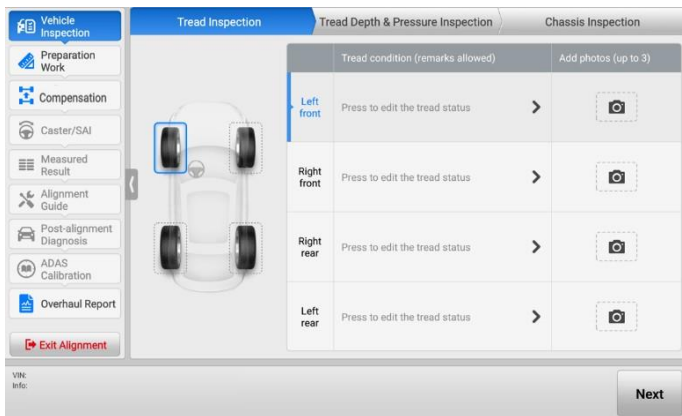 Vehicle
Inspection
Preparation
Work
Compensation
Caster/SAI
Measured
Result
Alignment
Guide
Post-alignment
Diagnosis
ADAS
Calibration
Overhaul Report
Exit Alignment
Tread Inspection
Tread Depth & Pressure Inspection
Chassis Inspection
Tread condition (remarks allowed)
Add photos (up to 3)
Left
front
Press to edit the tread status
Right
front
Press to edit the tread status
Right
rear
Press to edit the tread status
Left
rear
Press to edit the tread status
VIN:
Info:
Next